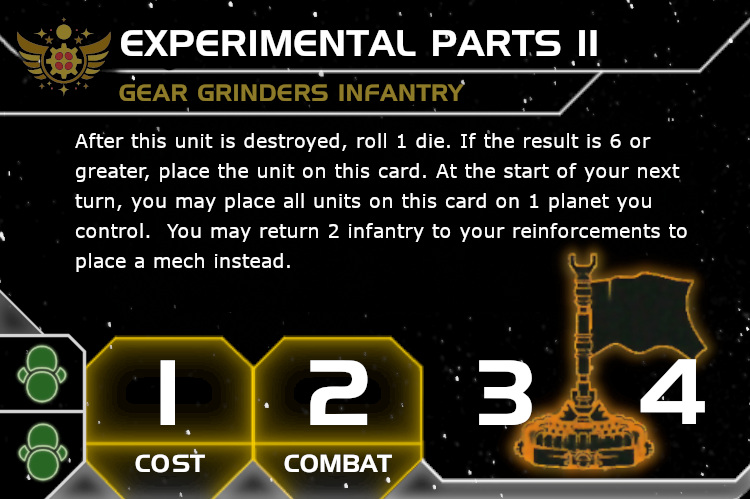 EXPERIMENTAL PARTS II
GEAR GRINDERS INFANTRY
After this unit is destroyed, roll 1 die. If the result is 6 or
greater, place the unit on this card. At the start of your next
turn, you may place all units on this card on 1 planet you
control.  You may return 2 infantry to your reinforcements to
place a mech instead.
1 2 3 4
COST COMBAT